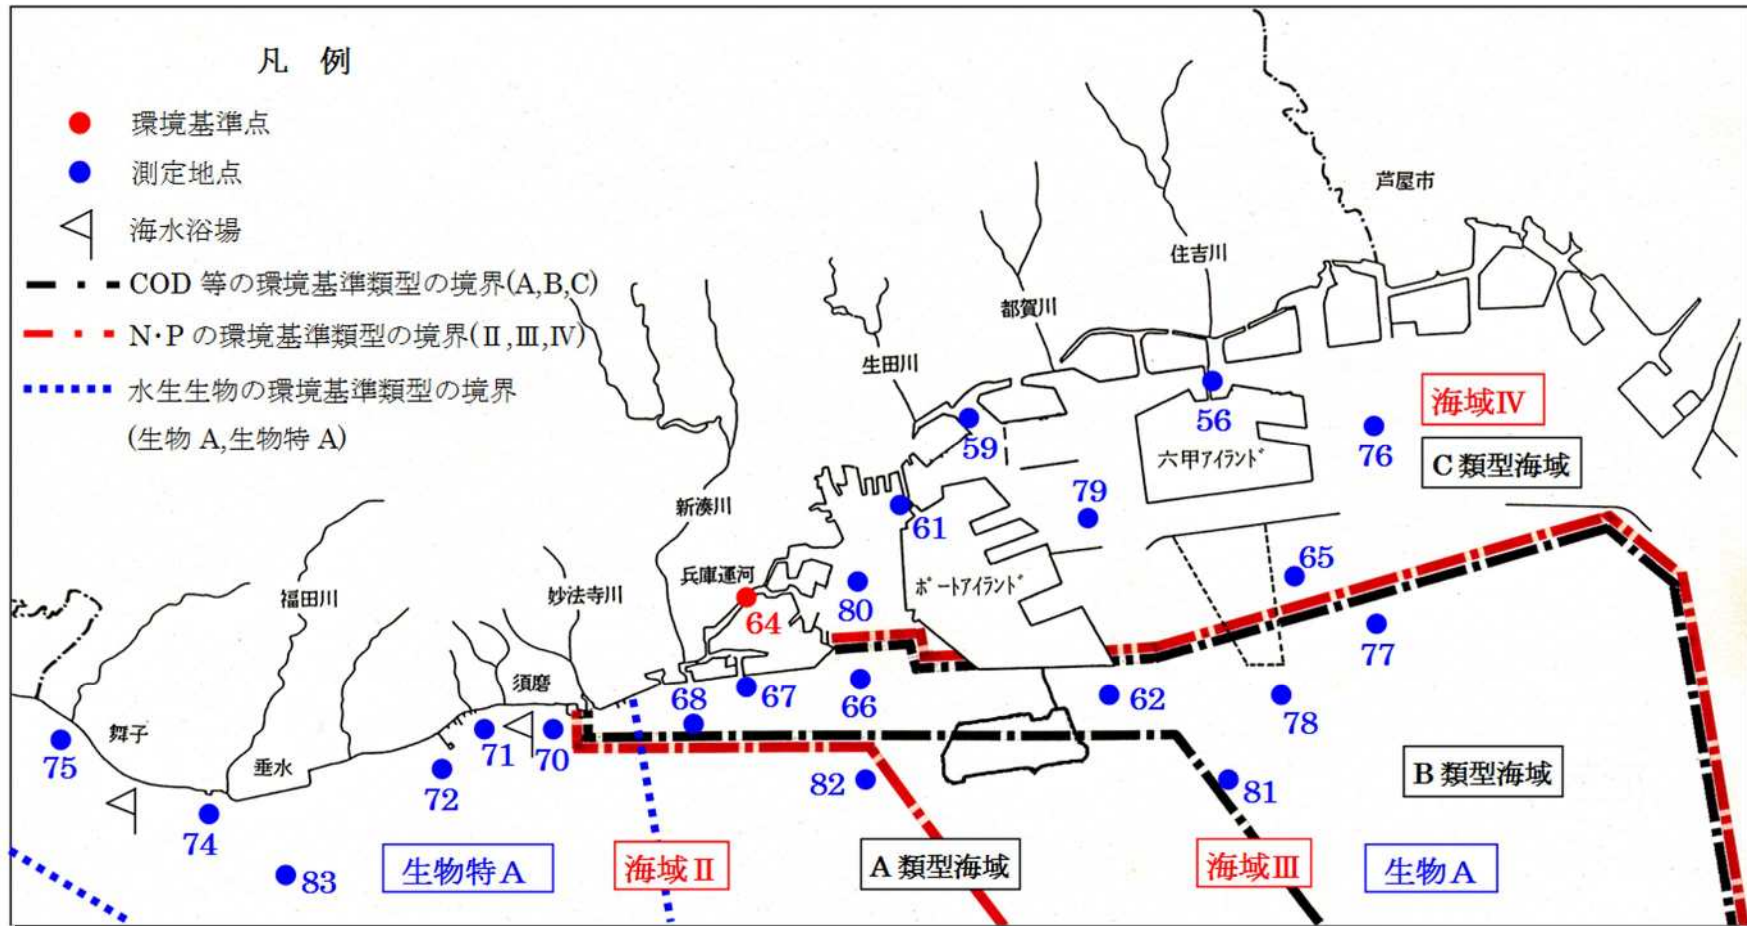 凡 例
環境基準点
測定地点
海水浴場
COD 等の環境基準類型の境界(A,B,C)
N・P の環境基準類型の境界(Ⅱ,Ⅲ,Ⅳ)
水生生物の環境基準類型の境界
(生物 A,生物特 A)
芦屋市
住吉川
都賀川
生田川
新湊川
兵庫運河
妙法寺川
福田川
須磨
舞子
垂水
六甲アイランド
ポートアイランド
海域Ⅳ
C 類型海域
56
76
59
79
61
65
80
64
77
68
67
66
62
78
75
71
70
72
82
81
B 類型海域
74
83
生物特 A
海域Ⅱ
A 類型海域
海域Ⅲ
生物 A